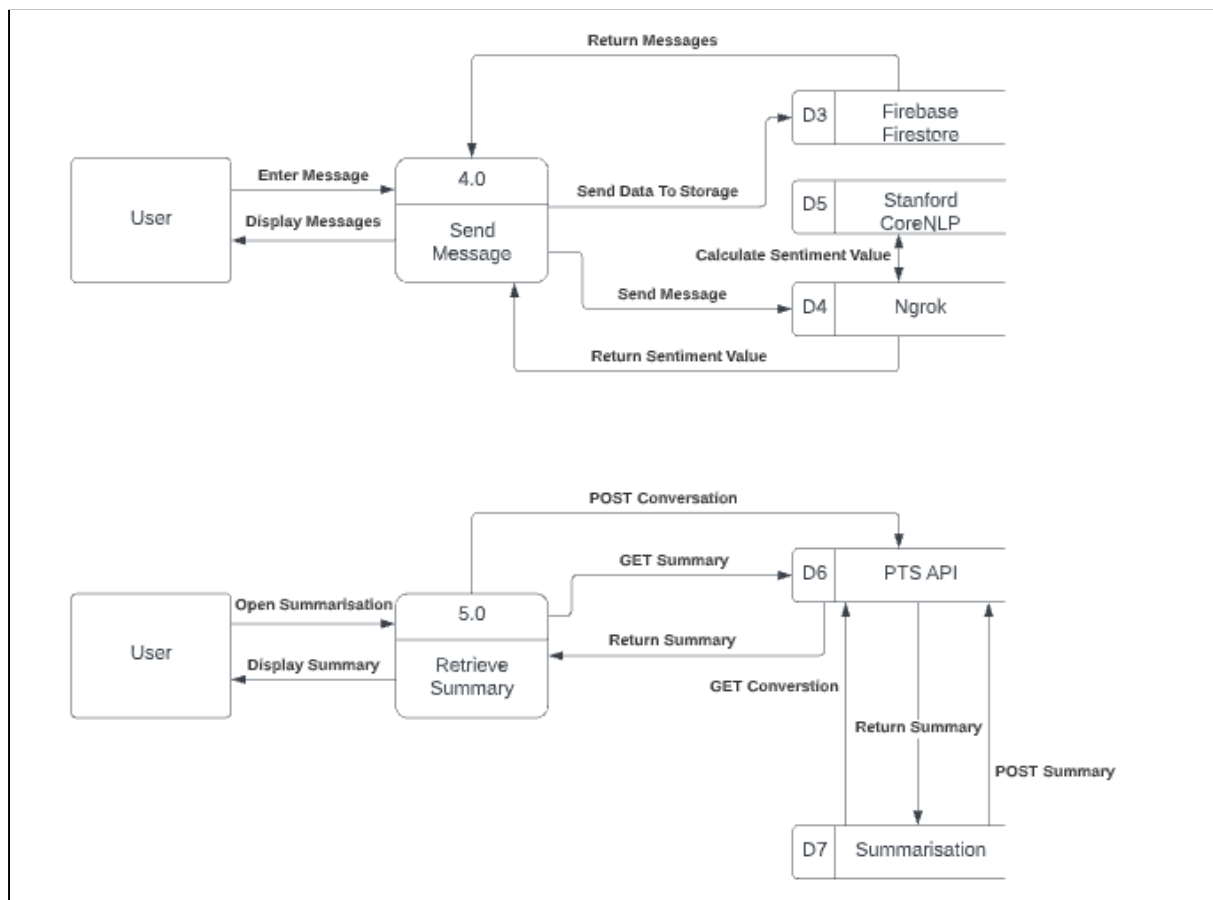 Return Messages
D3
Firebase
Firestore
Enter Message
4.0
Send Data To Storage
D5
Stanford
CoreNLP
User
Display Messages
Send
Message
Calculate Sentiment Value
Send Message
D4
Ngrok
Return Sentiment Value
POST Conversation
GET Summary
D6
PTS API
Open Summarisation
5.0
User
Return Summary
Display Summary
Retrieve
Summary
GET Converstion
Return Summary
POST Summary
D7
Summarisation